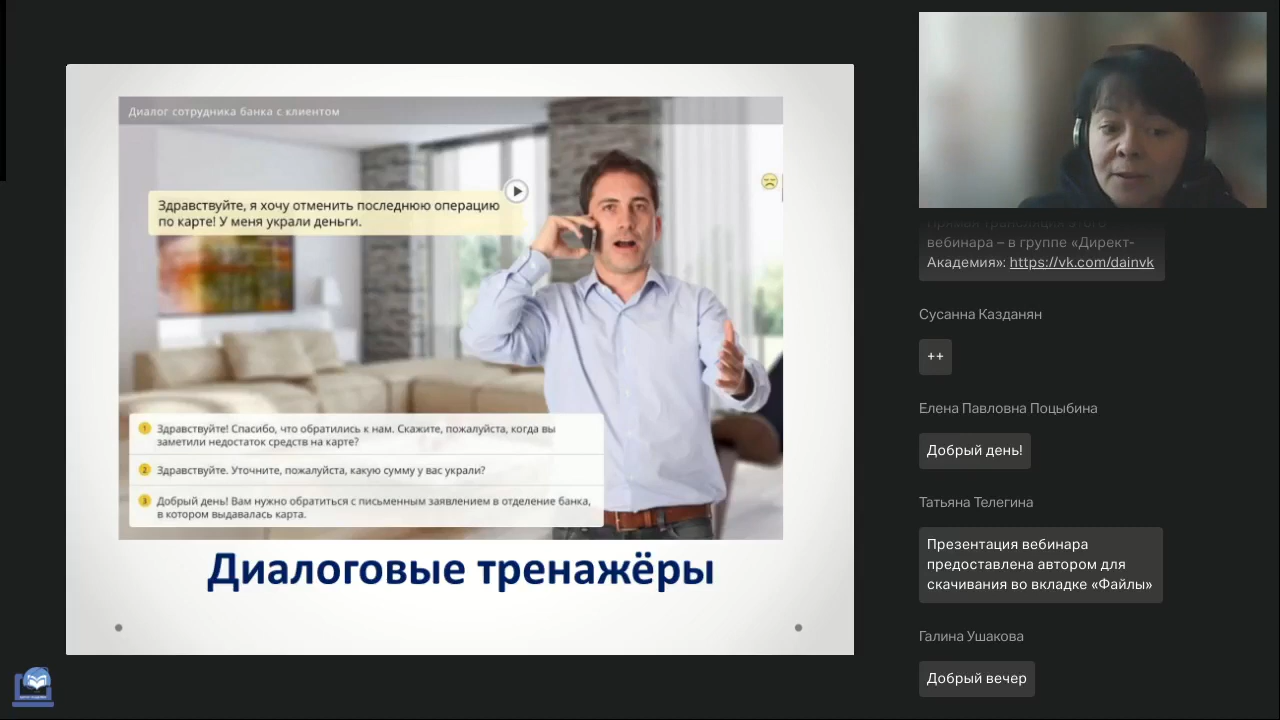 Диалог сотрудника банка с клиентом
Здравствуйте, я хочу отменить последнюю операцию
по карте! У меня украли деньги.
1 Здравствуйте! Спасибо, что обратились к нам. Скажите, пожалуйста, когда вы
заметили недостаток средств на карте?
2 Здравствуйте. Уточните, пожалуйста, какую сумму у вас украли?
3 Добрый день! Вам нужно обратиться с письменным заявлением в отделение банка,
в котором выдавалась карта.
Диалоговые тренажёры
вебинара – в группе «Директ-
Академия»: https://vk.com/dainvk
Сусанна Казданян
++
Елена Павловна Поцыбина
Добрый день!
Татьяна Телегина
Презентация вебинара
предоставлена автором для
скачивания во вкладке «Файлы»
Галина Ушакова
Добрый вечер